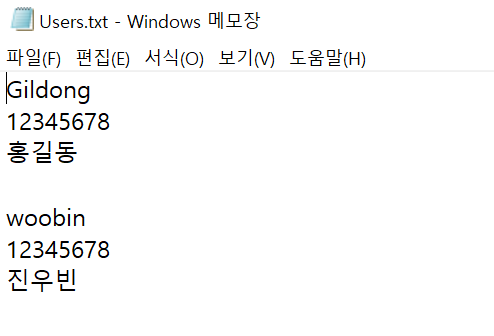 Users.txt - Windows 메모장
파일(F) 편집(E) 서식(O) 보기(V) 도움말(H)
Gildong
12345678
홍길동
woobin
12345678
진우빈